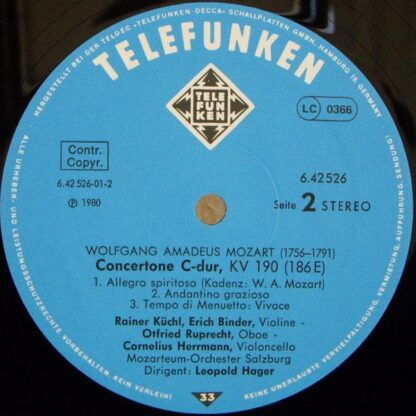 HERGESTELLT BEI DER TELDEC »TELEFUNKEN-DECCA« SCHALLPLATTEN GMBH, HAMBURG 19, GERMANY
TELEFUNKEN
TELE
FUN
KEN
LC 0366
Contr.
Copyr.
6.42526-01-2
℗ 1980
6.42526
Seite 2 STEREO
WOLFGANG AMADEUS MOZART (1756–1791)
Concertone C-dur, KV 190 (186 E)
1. Allegro spiritoso (Kadenz: W. A. Mozart)
2. Andantino grazioso
3. Tempo di Menuetto: Vivace
Rainer Küchl, Erich Binder, Violine -
Otfried Ruprecht, Oboe -
Cornelius Herrmann, Violoncello
Mozarteum-Orchester Salzburg
Dirigent: Leopold Hager
33
ALLE URHEBER- UND LEISTUNGSSCHUTZRECHTE VORBEHALTEN. KEIN VERLEIH!
KEINE UNERLAUBTE VERVIELFÄLTIGUNG, VERMIETUNG, AUFFÜHRUNG, SENDUNG!